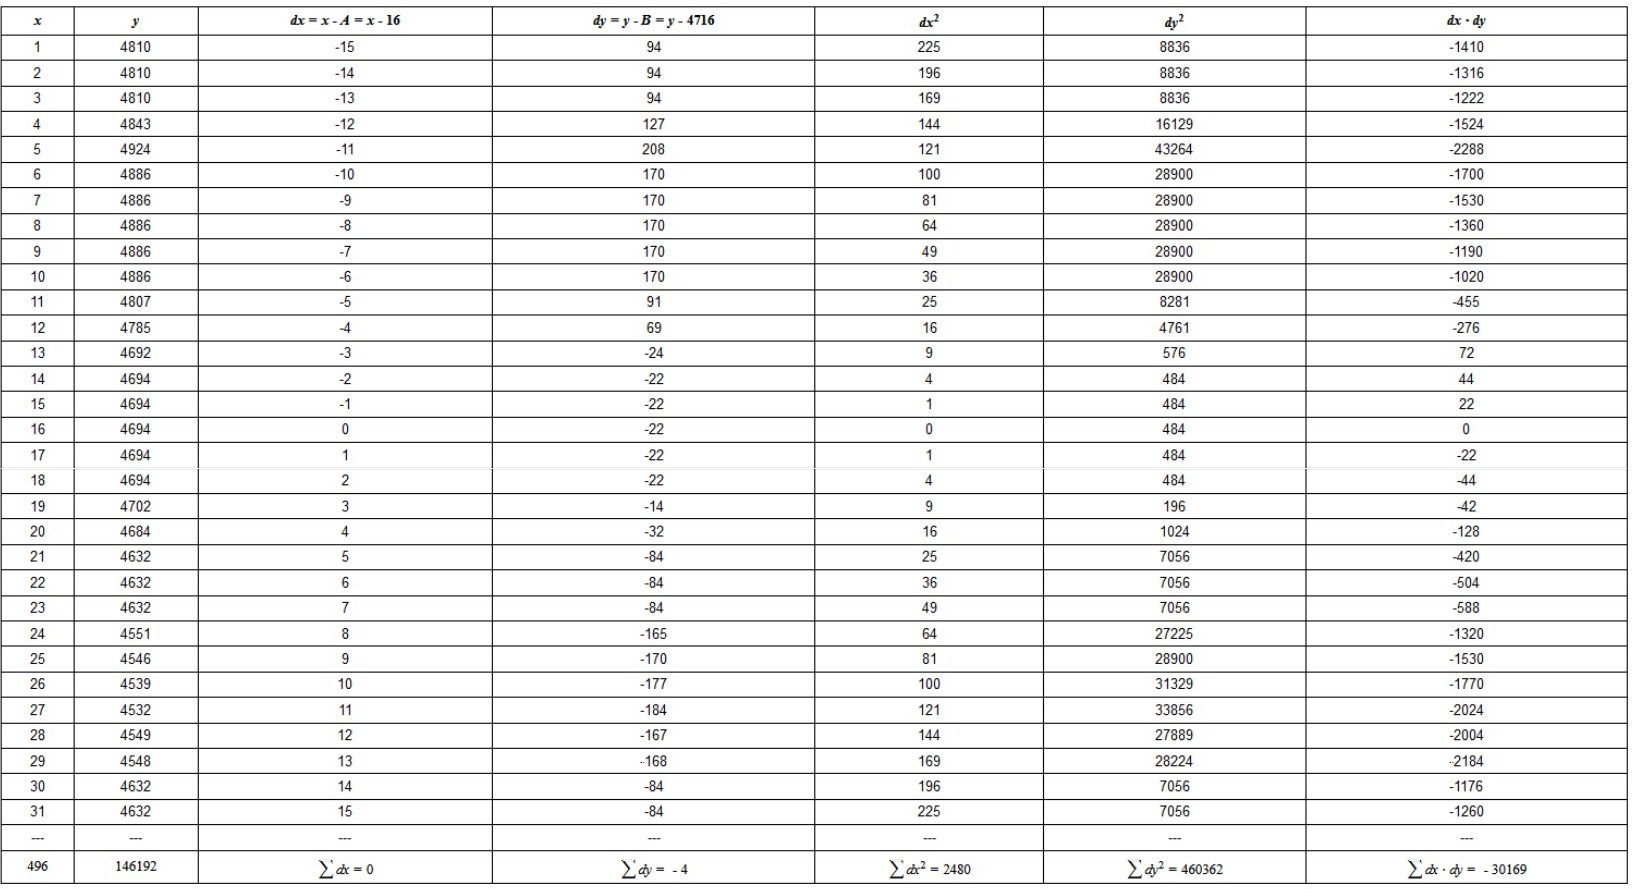 x y dx = x - A = x - 16 dy = y - B = y - 4716 dx² dy² dx · dy
1 4810 -15 94 225 8836 -1410
2 4810 -14 94 196 8836 -1316
3 4810 -13 94 169 8836 -1222
4 4843 -12 127 144 16129 -1524
5 4924 -11 208 121 43264 -2288
6 4886 -10 170 100 28900 -1700
7 4886 -9 170 81 28900 -1530
8 4886 -8 170 64 28900 -1360
9 4886 -7 170 49 28900 -1190
10 4886 -6 170 36 28900 -1020
11 4807 -5 91 25 8281 -455
12 4785 -4 69 16 4761 -276
13 4692 -3 -24 9 576 72
14 4694 -2 -22 4 484 44
15 4694 -1 -22 1 484 22
16 4694 0 -22 0 484 0
17 4694 1 -22 1 484 -22
18 4694 2 -22 4 484 -44
19 4702 3 -14 9 196 -42
20 4684 4 -32 16 1024 -128
21 4632 5 -84 25 7056 -420
22 4632 6 -84 36 7056 -504
23 4632 7 -84 49 7056 -588
24 4551 8 -165 64 27225 -1320
25 4546 9 -170 81 28900 -1530
26 4539 10 -177 100 31329 -1770
27 4532 11 -184 121 33856 -2024
28 4549 12 -167 144 27889 -2004
29 4548 13 -168 169 28224 -2184
30 4632 14 -84 196 7056 -1176
31 4632 15 -84 225 7056 -1260
--- --- --- --- --- --- ---
496 146192 ∑dx = 0 ∑dy = - 4 ∑dx² = 2480 ∑dy² = 460362 ∑dx · dy = - 30169